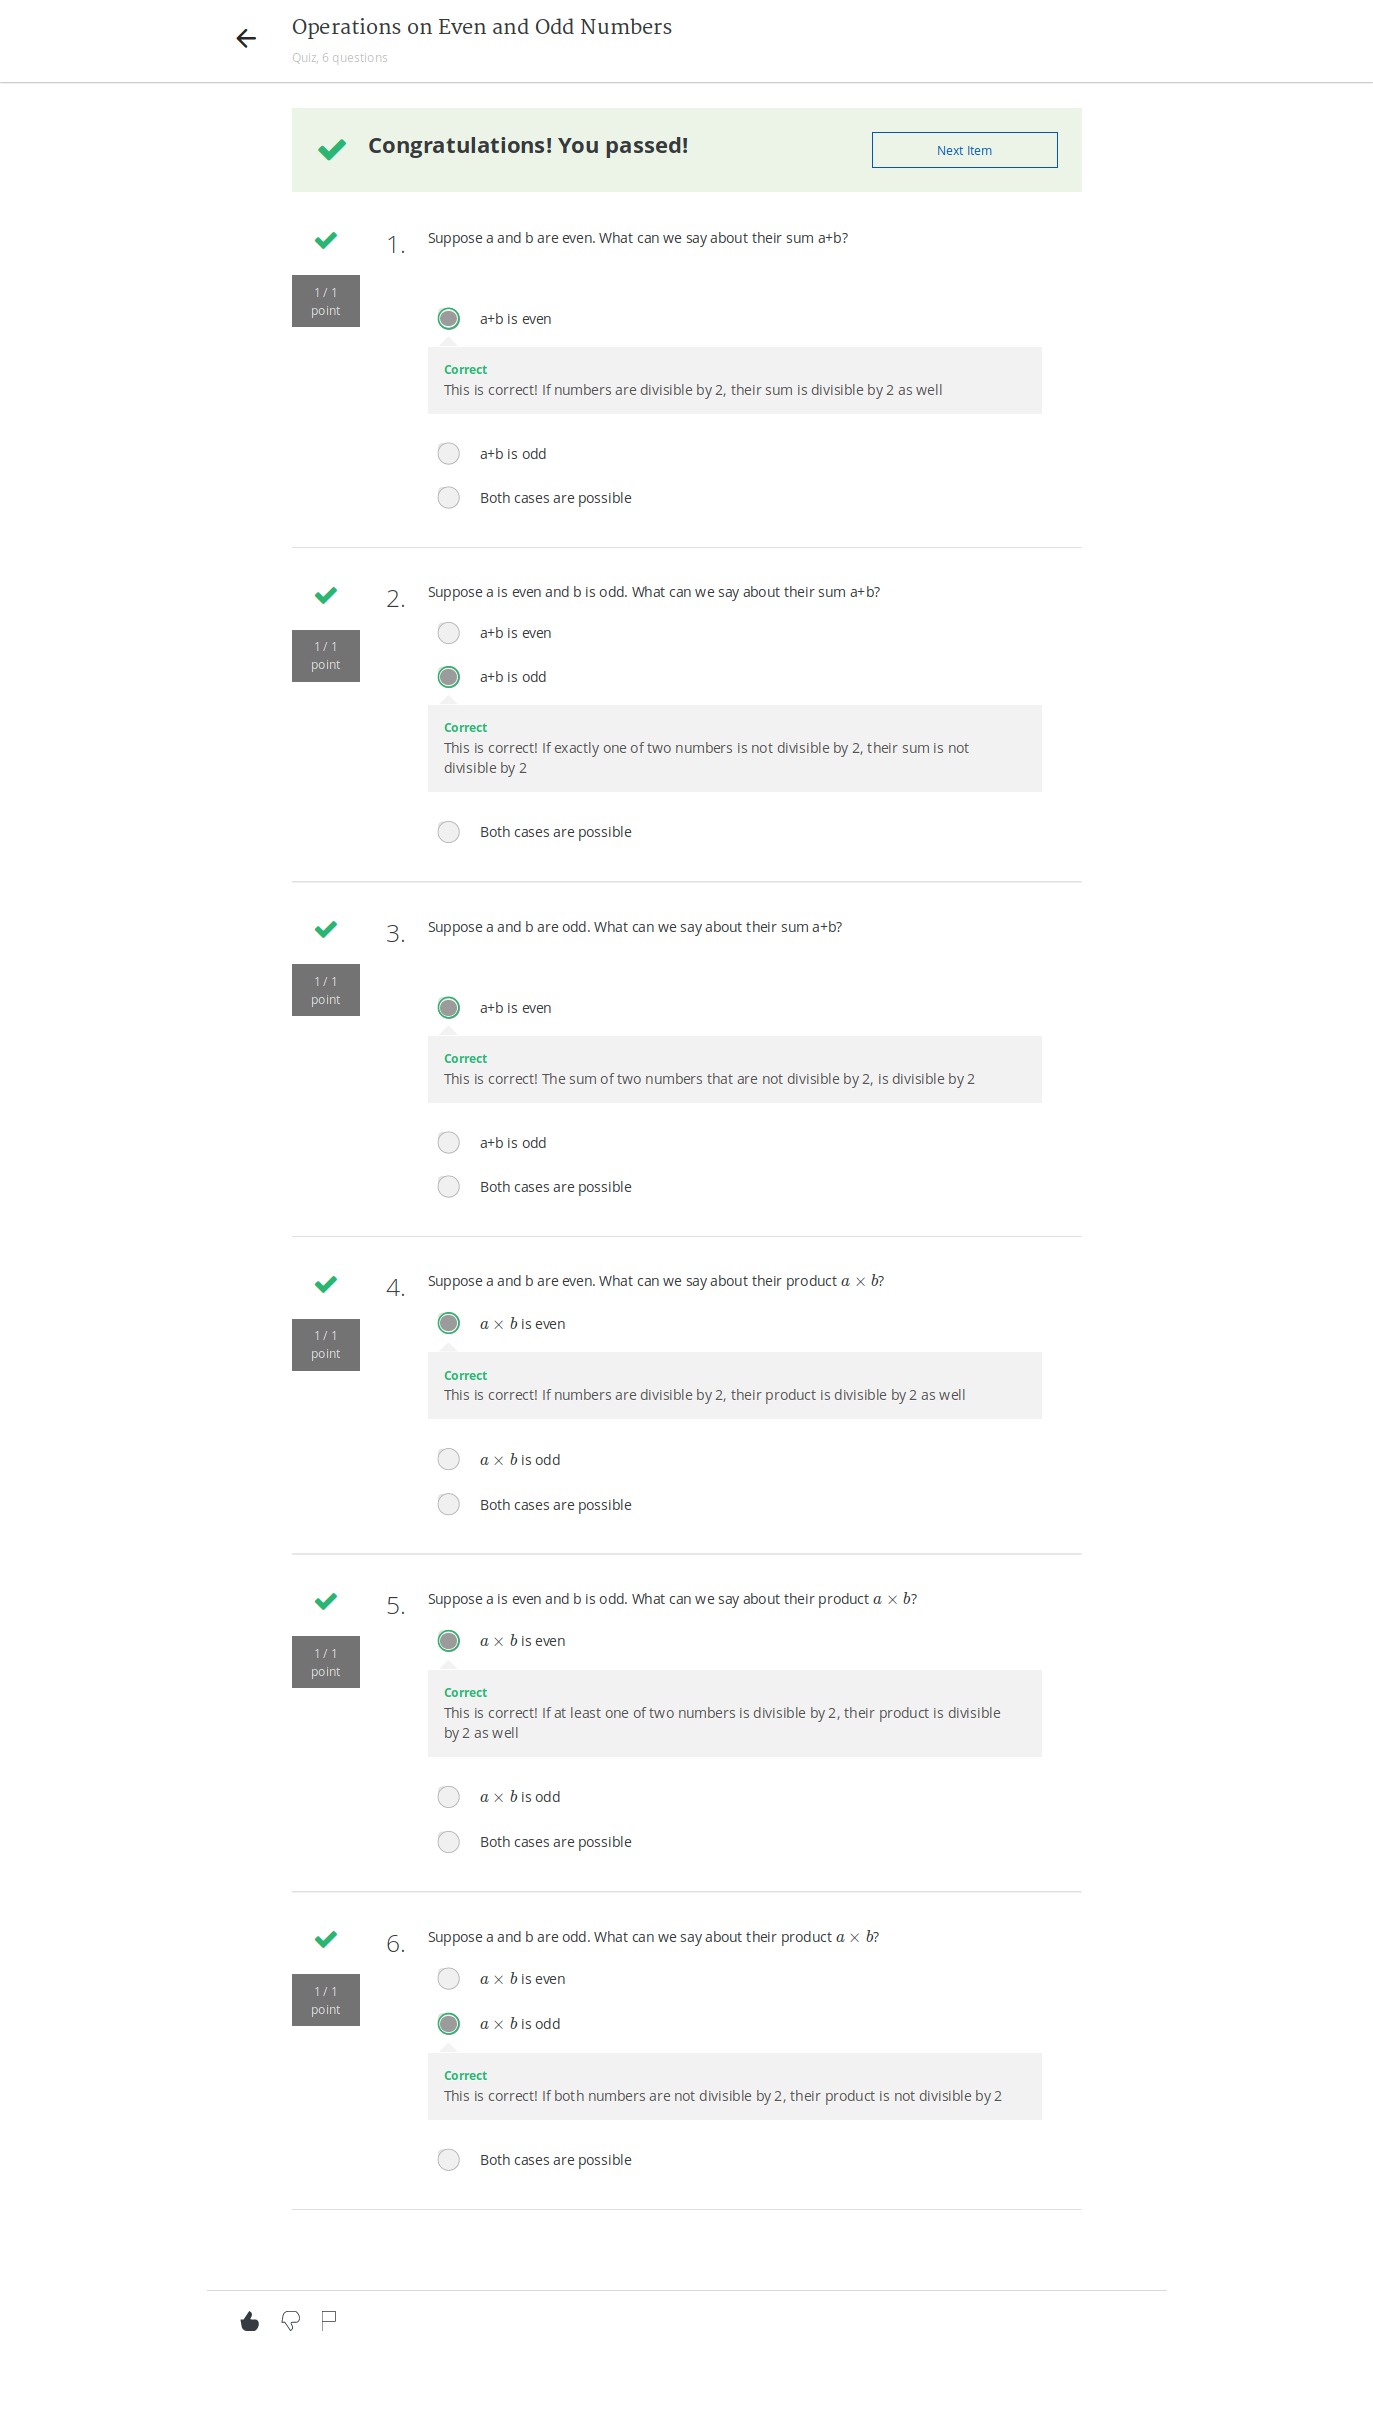 Operations on Even and Odd Numbers
Quiz, 6 questions
Congratulations! You passed!
Next Item
1.
Suppose a and b are even. What can we say about their sum a+b?
1 / 1
point
a+b is even
Correct
This is correct! If numbers are divisible by 2, their sum is divisible by 2 as well
a+b is odd
Both cases are possible
2.
Suppose a is even and b is odd. What can we say about their sum a+b?
1 / 1
point
a+b is even
a+b is odd
Correct
This is correct! If exactly one of two numbers is not divisible by 2, their sum is not
divisible by 2
Both cases are possible
3.
Suppose a and b are odd. What can we say about their sum a+b?
1 / 1
point
a+b is even
Correct
This is correct! The sum of two numbers that are not divisible by 2, is divisible by 2
a+b is odd
Both cases are possible
4.
Suppose a and b are even. What can we say about their product a × b?
1 / 1
point
a × b is even
Correct
This is correct! If numbers are divisible by 2, their product is divisible by 2 as well
a × b is odd
Both cases are possible
5.
Suppose a is even and b is odd. What can we say about their product a × b?
1 / 1
point
a × b is even
Correct
This is correct! If at least one of two numbers is divisible by 2, their product is divisible
by 2 as well
a × b is odd
Both cases are possible
6.
Suppose a and b are odd. What can we say about their product a × b?
1 / 1
point
a × b is even
a × b is odd
Correct
This is correct! If both numbers are not divisible by 2, their product is not divisible by 2
Both cases are possible